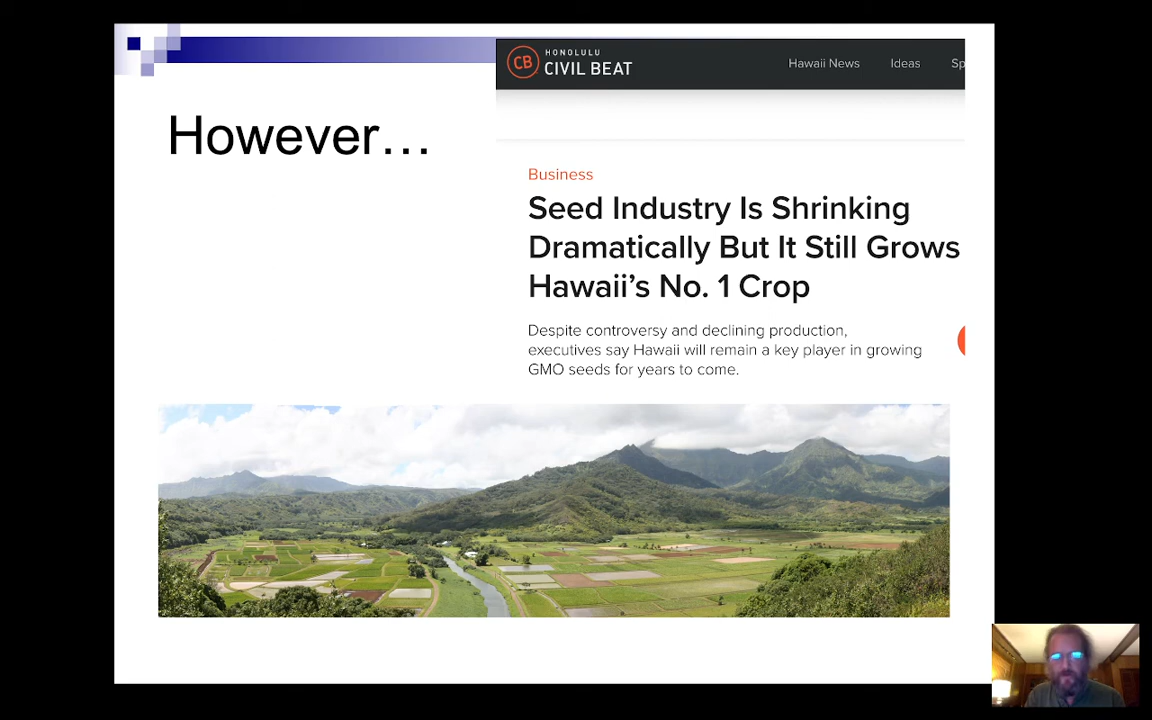 However…
HONOLULU
CB CIVIL BEAT
Hawaii News Ideas Sp
Business
Seed Industry Is Shrinking
Dramatically But It Still Grows
Hawaii’s No. 1 Crop
Despite controversy and declining production,
executives say Hawaii will remain a key player in growing
GMO seeds for years to come.